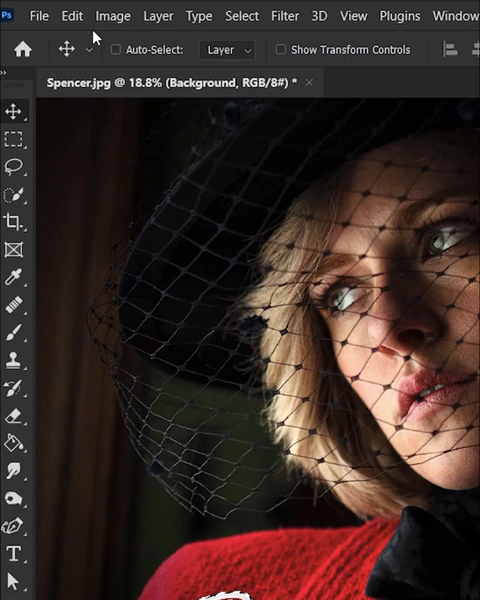 Ps File Edit Image Layer Type Select Filter 3D View Plugins Window
Auto-Select: Layer Show Transform Controls
Spencer.jpg @ 18.8% (Background, RGB/8#) * ×
T